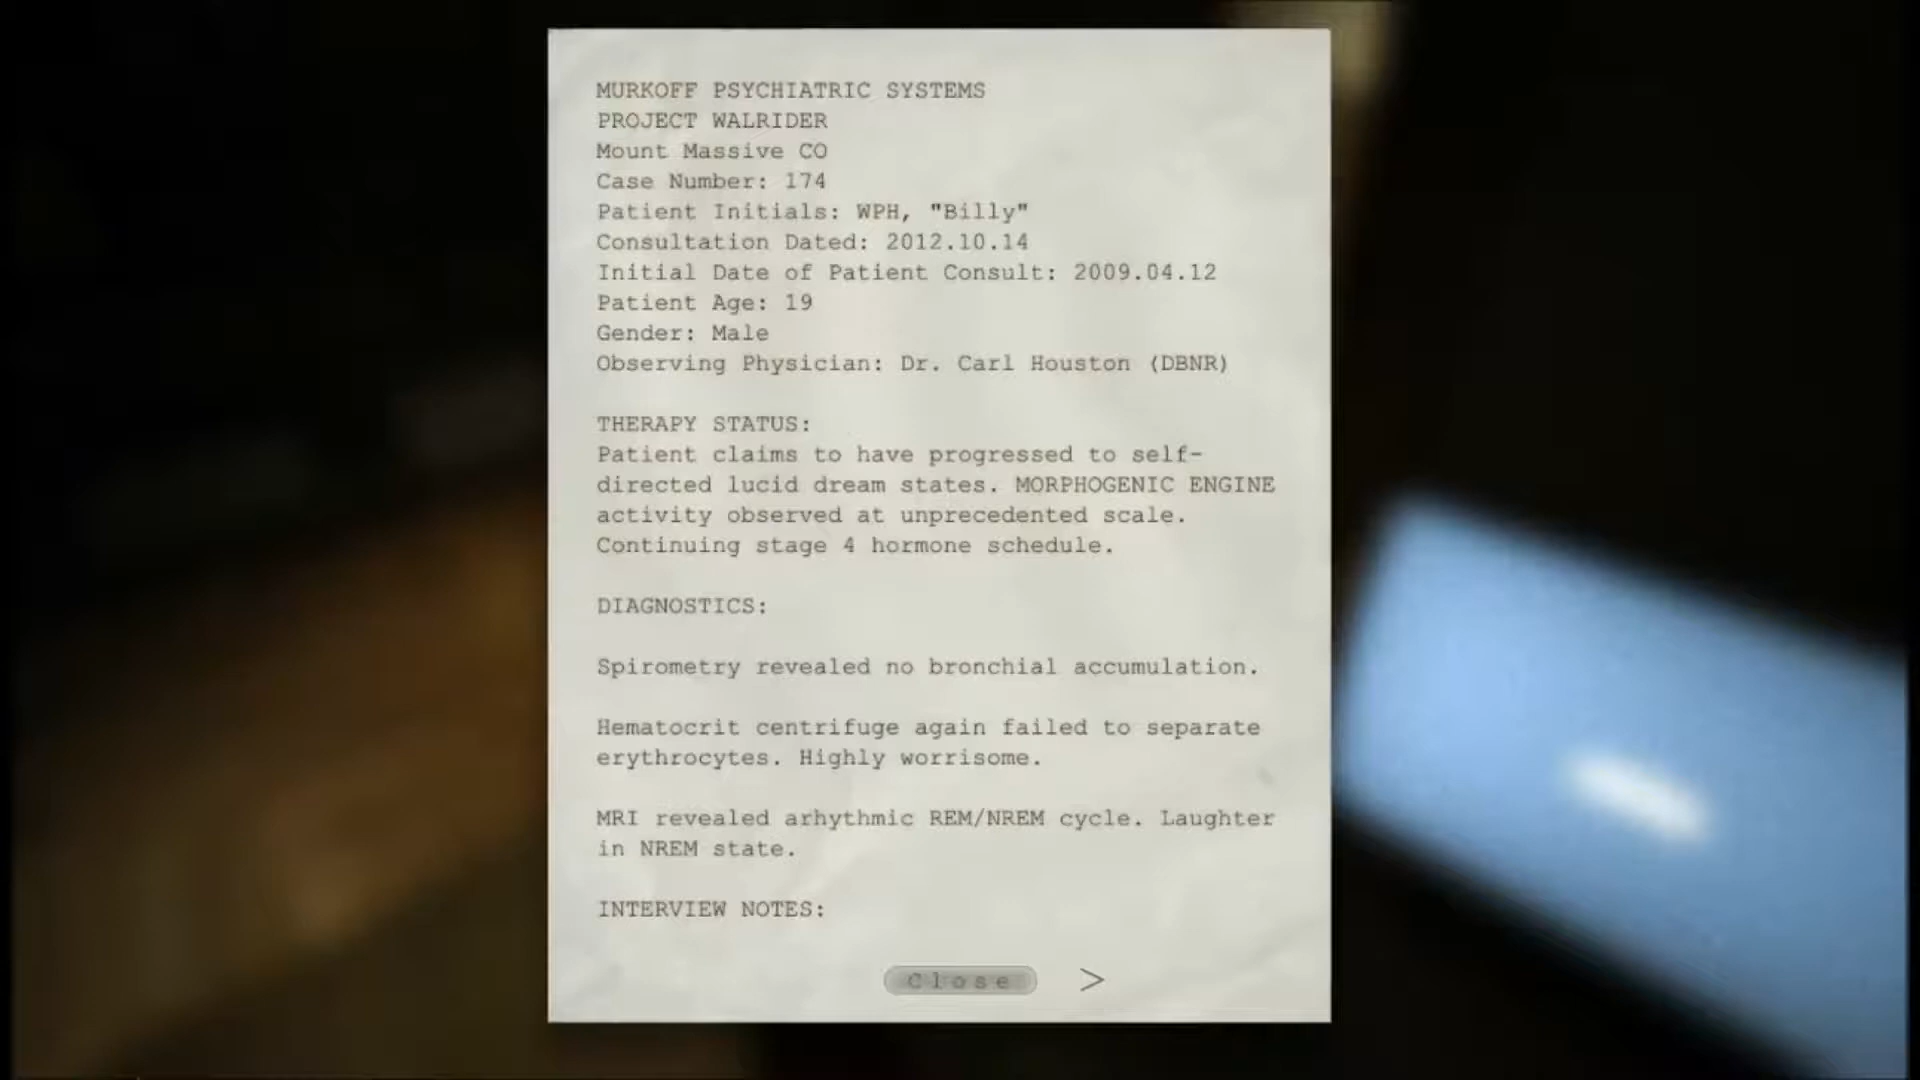 MURKOFF PSYCHIATRIC SYSTEMS
PROJECT WALRIDER
Mount Massive CO
Case Number: 174
Patient Initials: WPH, "Billy"
Consultation Dated: 2012.10.14
Initial Date of Patient Consult: 2009.04.12
Patient Age: 19
Gender: Male
Observing Physician: Dr. Carl Houston (DBNR)
THERAPY STATUS:
Patient claims to have progressed to self-
directed lucid dream states. MORPHOGENIC ENGINE
activity observed at unprecedented scale.
Continuing stage 4 hormone schedule.
DIAGNOSTICS:
Spirometry revealed no bronchial accumulation.
Hematocrit centrifuge again failed to separate
erythrocytes. Highly worrisome.
MRI revealed arhythmic REM/NREM cycle. Laughter
in NREM state.
INTERVIEW NOTES:
Close >